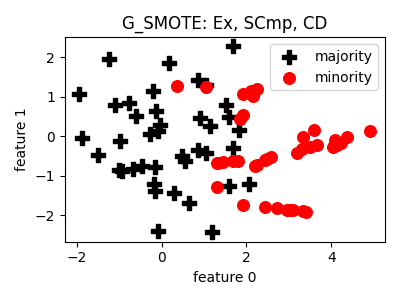 G_SMOTE: Ex, SCmp, CD
majority
minority
2
1
0
−1
−2
feature 1
−2
0
2
4
feature 0